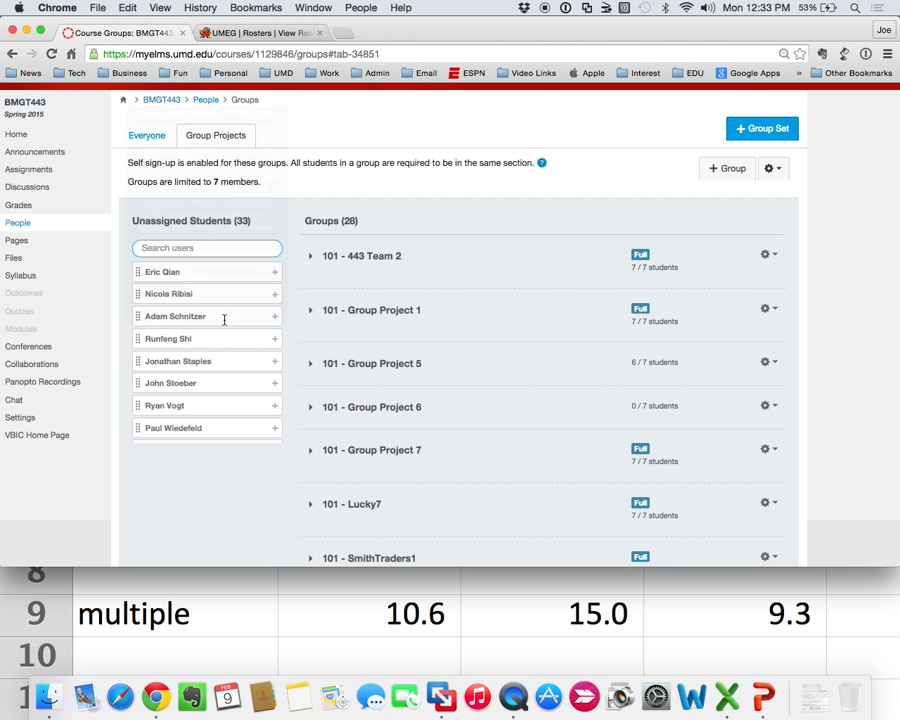 Chrome File Edit View History Bookmarks Window People Help Mon 12:33 PM 53%
Course Groups: BMGT443 UMEG | Rosters | View Ro Joe
https://myelms.umd.edu/courses/1129846/groups#tab-34851
News Tech Business Fun Personal UMD Work Admin Email ESPN Video Links Apple Interest EDU Google Apps » Other Bookmarks
BMGT443
Spring 2015
Home
Announcements
Assignments
Discussions
Grades
People
Pages
Files
Syllabus
Outcomes
Quizzes
Modules
Conferences
Collaborations
Panopto Recordings
Chat
Settings
VBIC Home Page
BMGT443 > People > Groups
Everyone Group Projects
+ Group Set
Self sign-up is enabled for these groups. All students in a group are required to be in the same section. ?
Groups are limited to 7 members.
+ Group
Unassigned Students (33)
Search users
Eric Qian +
Nicola Ribisi +
Adam Schnitzer +
Runfeng Shi +
Jonathan Staples +
John Stoeber +
Ryan Vogt +
Paul Wiedefeld +
Groups (28)
101 - 443 Team 2 Full
7 / 7 students
101 - Group Project 1 Full
7 / 7 students
101 - Group Project 5 6 / 7 students
101 - Group Project 6 0 / 7 students
101 - Group Project 7 Full
7 / 7 students
101 - Lucky7 Full
7 / 7 students
101 - SmithTraders1 Full
8
9 multiple 10.6 15.0 9.3
10
FEB
9